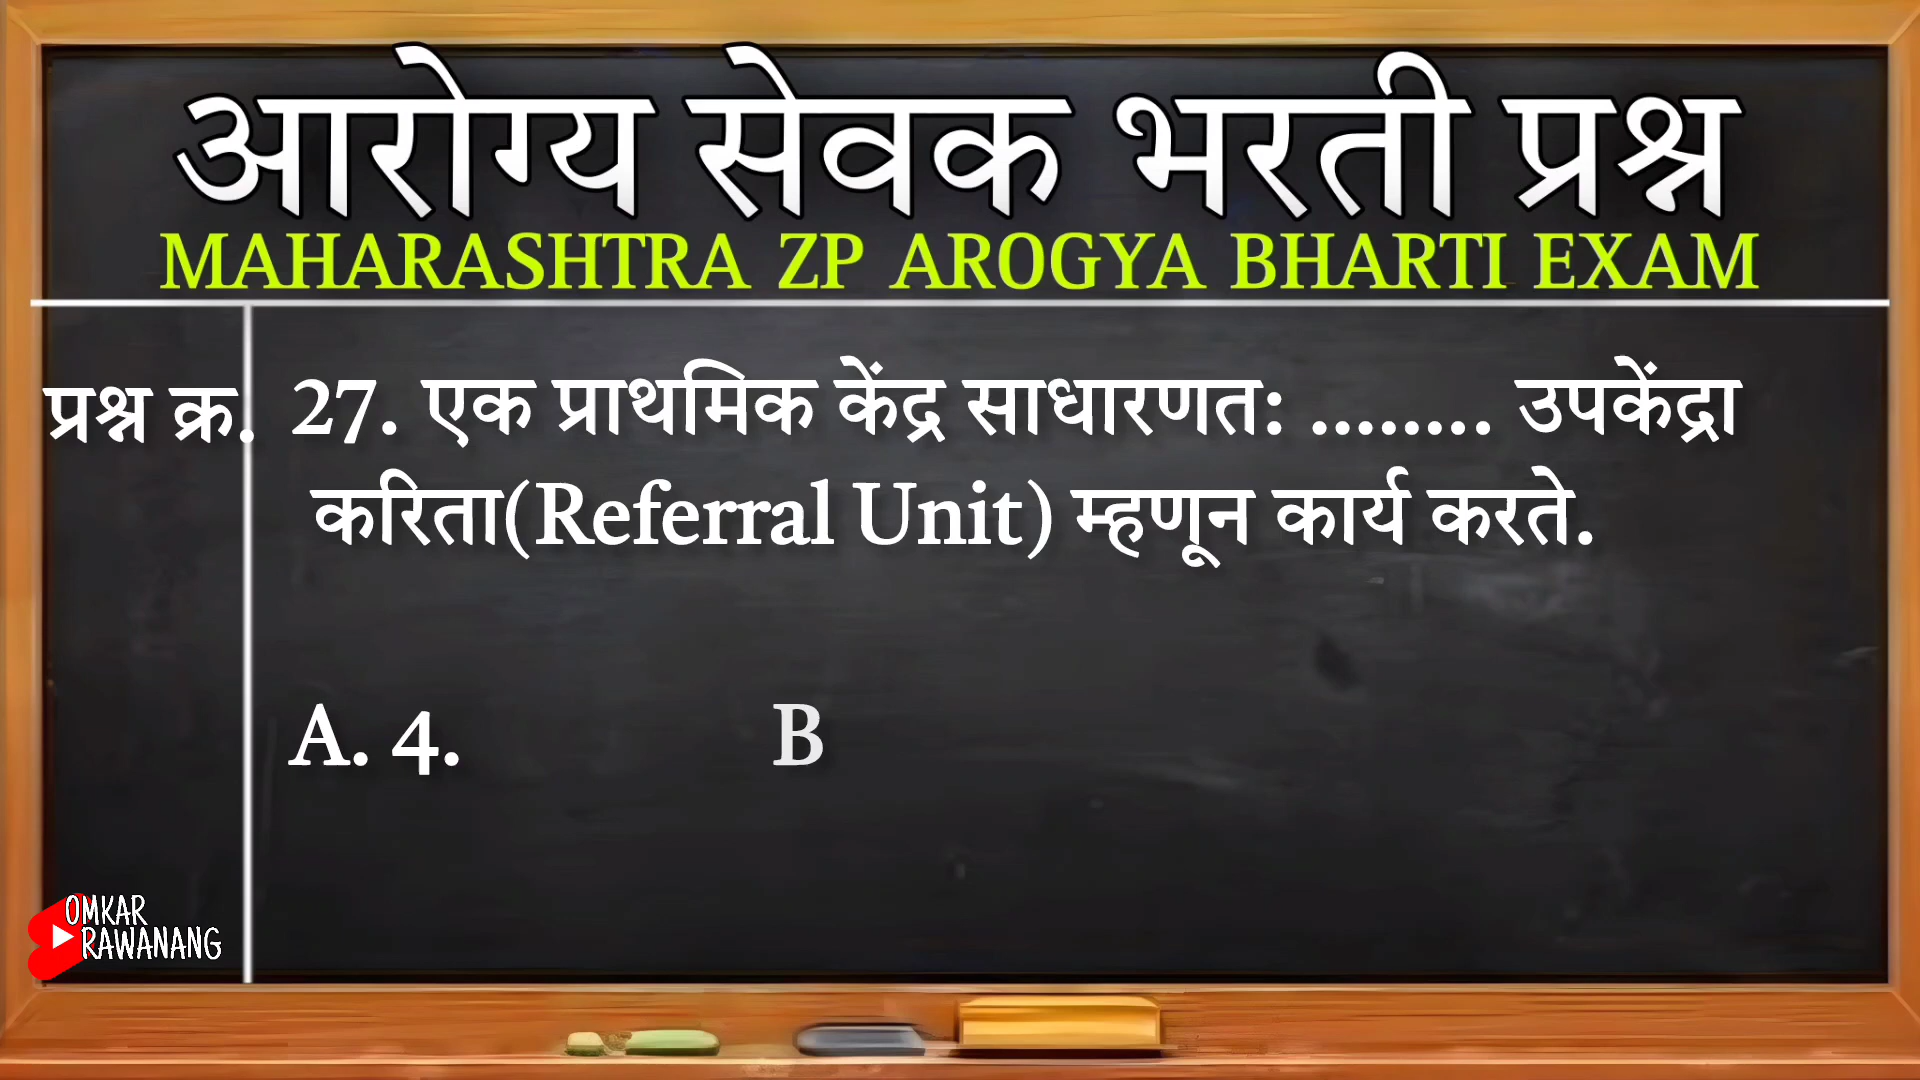 आरोग्य सेवक भरती प्रश्न
MAHARASHTRA ZP AROGYA BHARTI EXAM
प्रश्न क्र. 27. एक प्राथमिक केंद्र साधारणत: ........ उपकेंद्रा
करिता(Referral Unit) म्हणून कार्य करते.
A. 4. B
OMKAR
RAWANANG